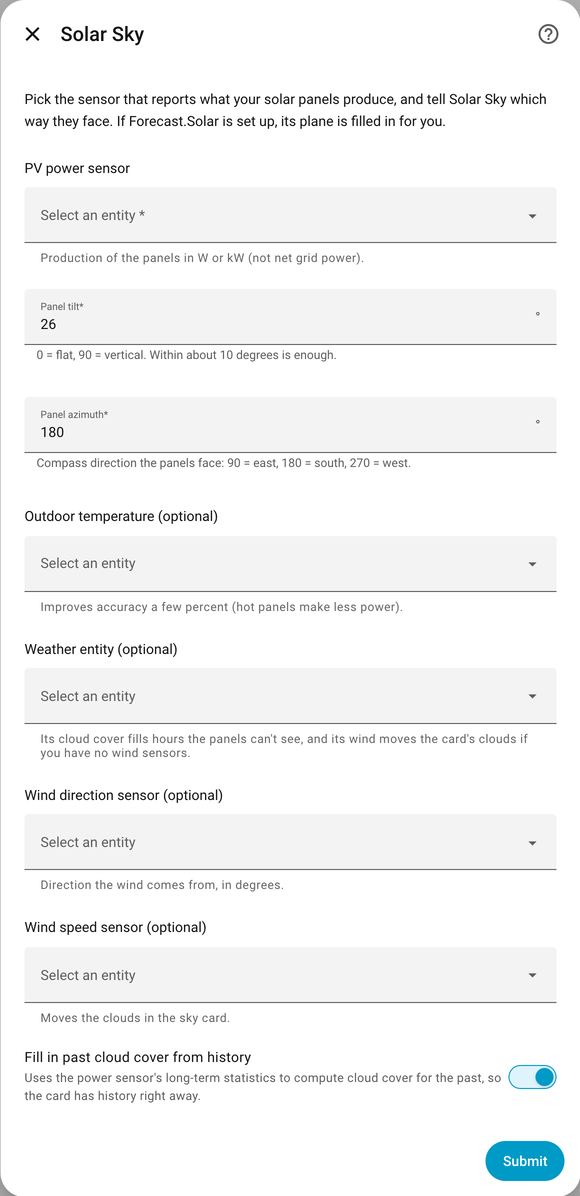 Solar Sky
Pick the sensor that reports what your solar panels produce, and tell Solar Sky which
way they face. If Forecast.Solar is set up, its plane is filled in for you.
PV power sensor
Select an entity *
Production of the panels in W or kW (not net grid power).
Panel tilt*
26 °
0 = flat, 90 = vertical. Within about 10 degrees is enough.
Panel azimuth*
180 °
Compass direction the panels face: 90 = east, 180 = south, 270 = west.
Outdoor temperature (optional)
Select an entity
Improves accuracy a few percent (hot panels make less power).
Weather entity (optional)
Select an entity
Its cloud cover fills hours the panels can't see, and its wind moves the card's clouds if
you have no wind sensors.
Wind direction sensor (optional)
Select an entity
Direction the wind comes from, in degrees.
Wind speed sensor (optional)
Select an entity
Moves the clouds in the sky card.
Fill in past cloud cover from history
Uses the power sensor's long-term statistics to compute cloud cover for the past, so
the card has history right away.
Submit